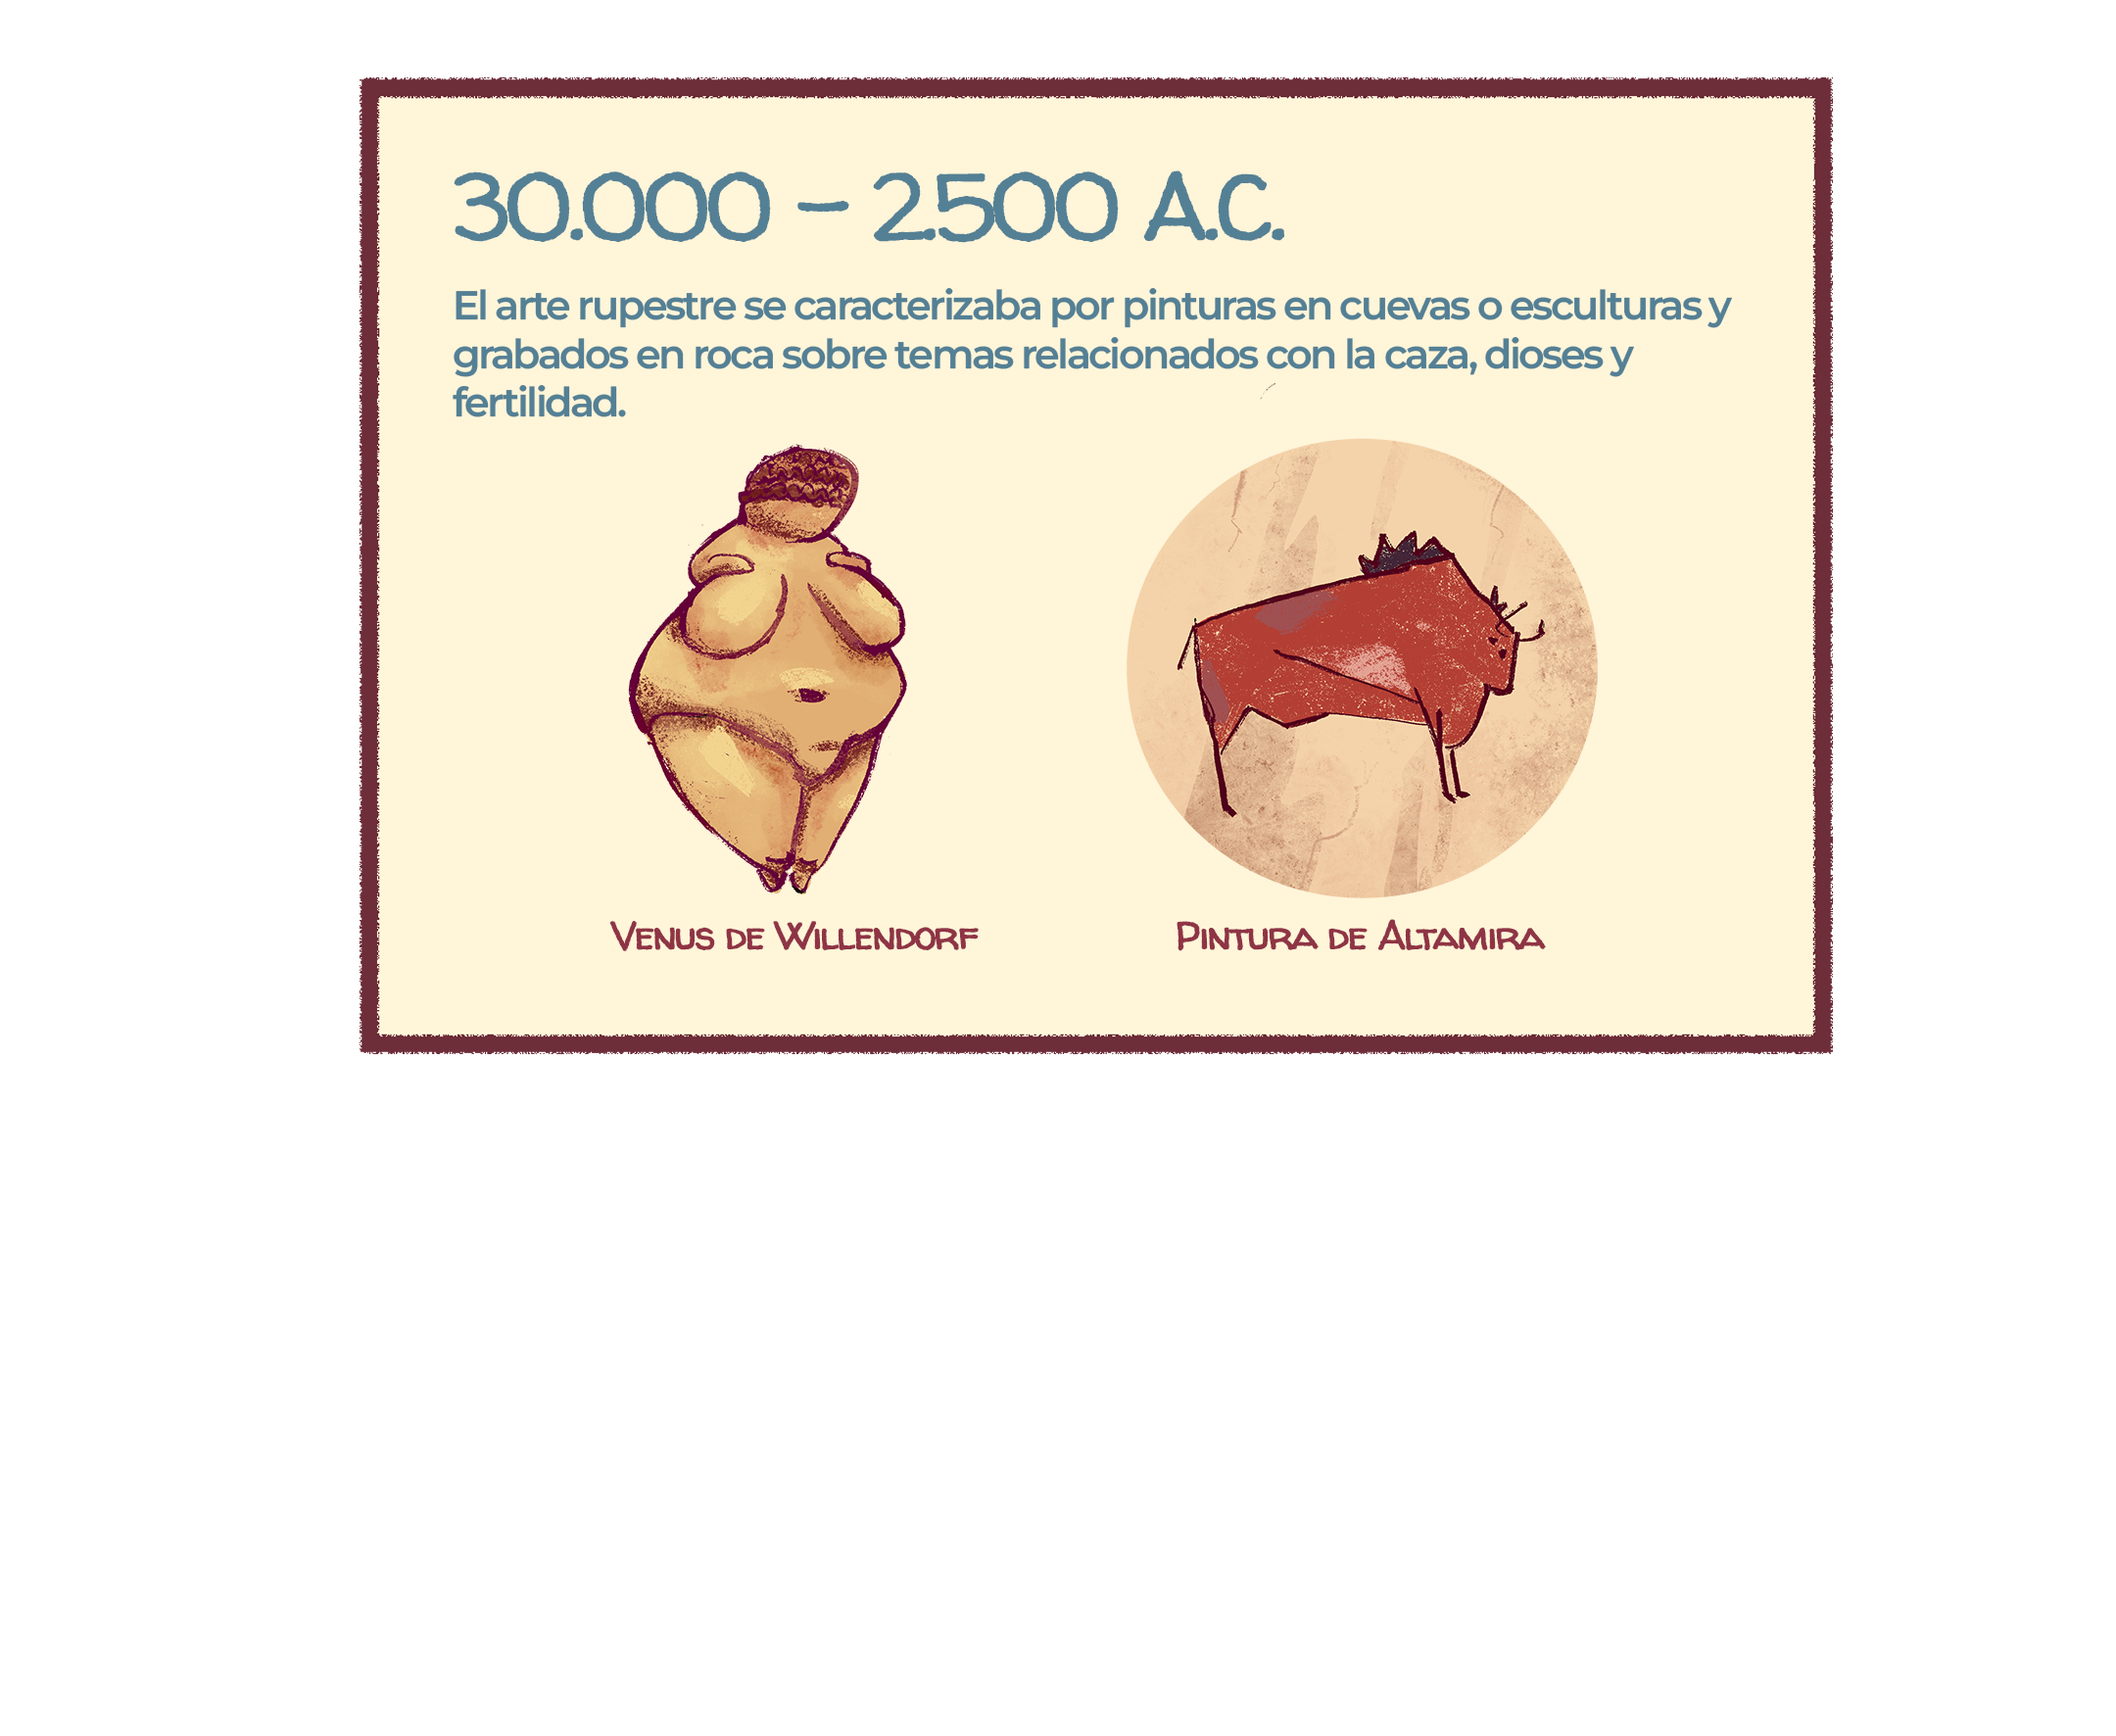 30.000 - 2.500 A.C.
El arte rupestre se caracterizaba por pinturas en cuevas o esculturas y
grabados en roca sobre temas relacionados con la caza, dioses y
fertilidad.
VENUS DE WILLENDORF
PINTURA DE ALTAMIRA